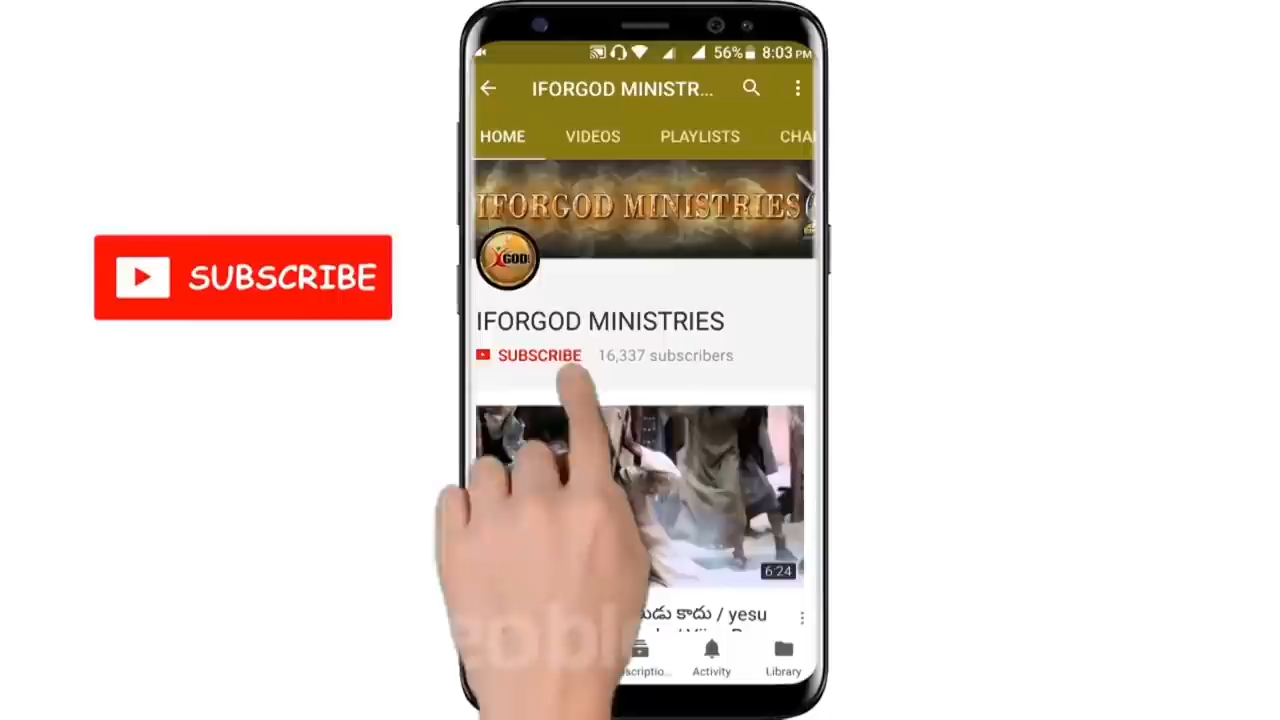 56% 8:03 PM
IFORGOD MINISTR...
HOME VIDEOS PLAYLISTS CHA
IFORGOD MINISTRIES
GOD
SUBSCRIBE
IFORGOD MINISTRIES
SUBSCRIBE 16,337 subscribers
6:24
కాదు / yesu
Activity Library